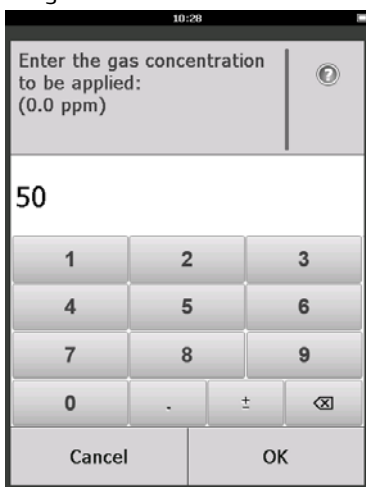 10:28
Enter the gas concentration
to be applied:
(0.0 ppm)
?
50
1 2 3
4 5 6
7 8 9
0 . ±
Cancel OK